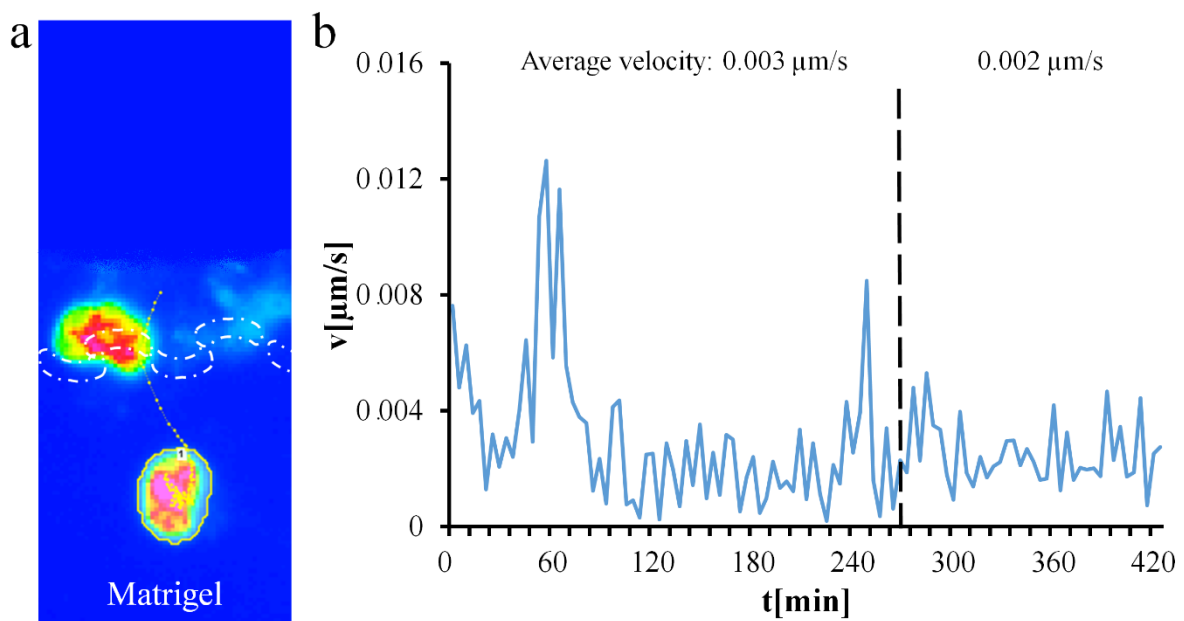 a
1
Matrigel
b
Average velocity: 0.003 µm/s
0.002 µm/s
0.016
0.012
0.008
0.004
0
v[µm/s]
0 60 120 180 240 300 360 420
t[min]